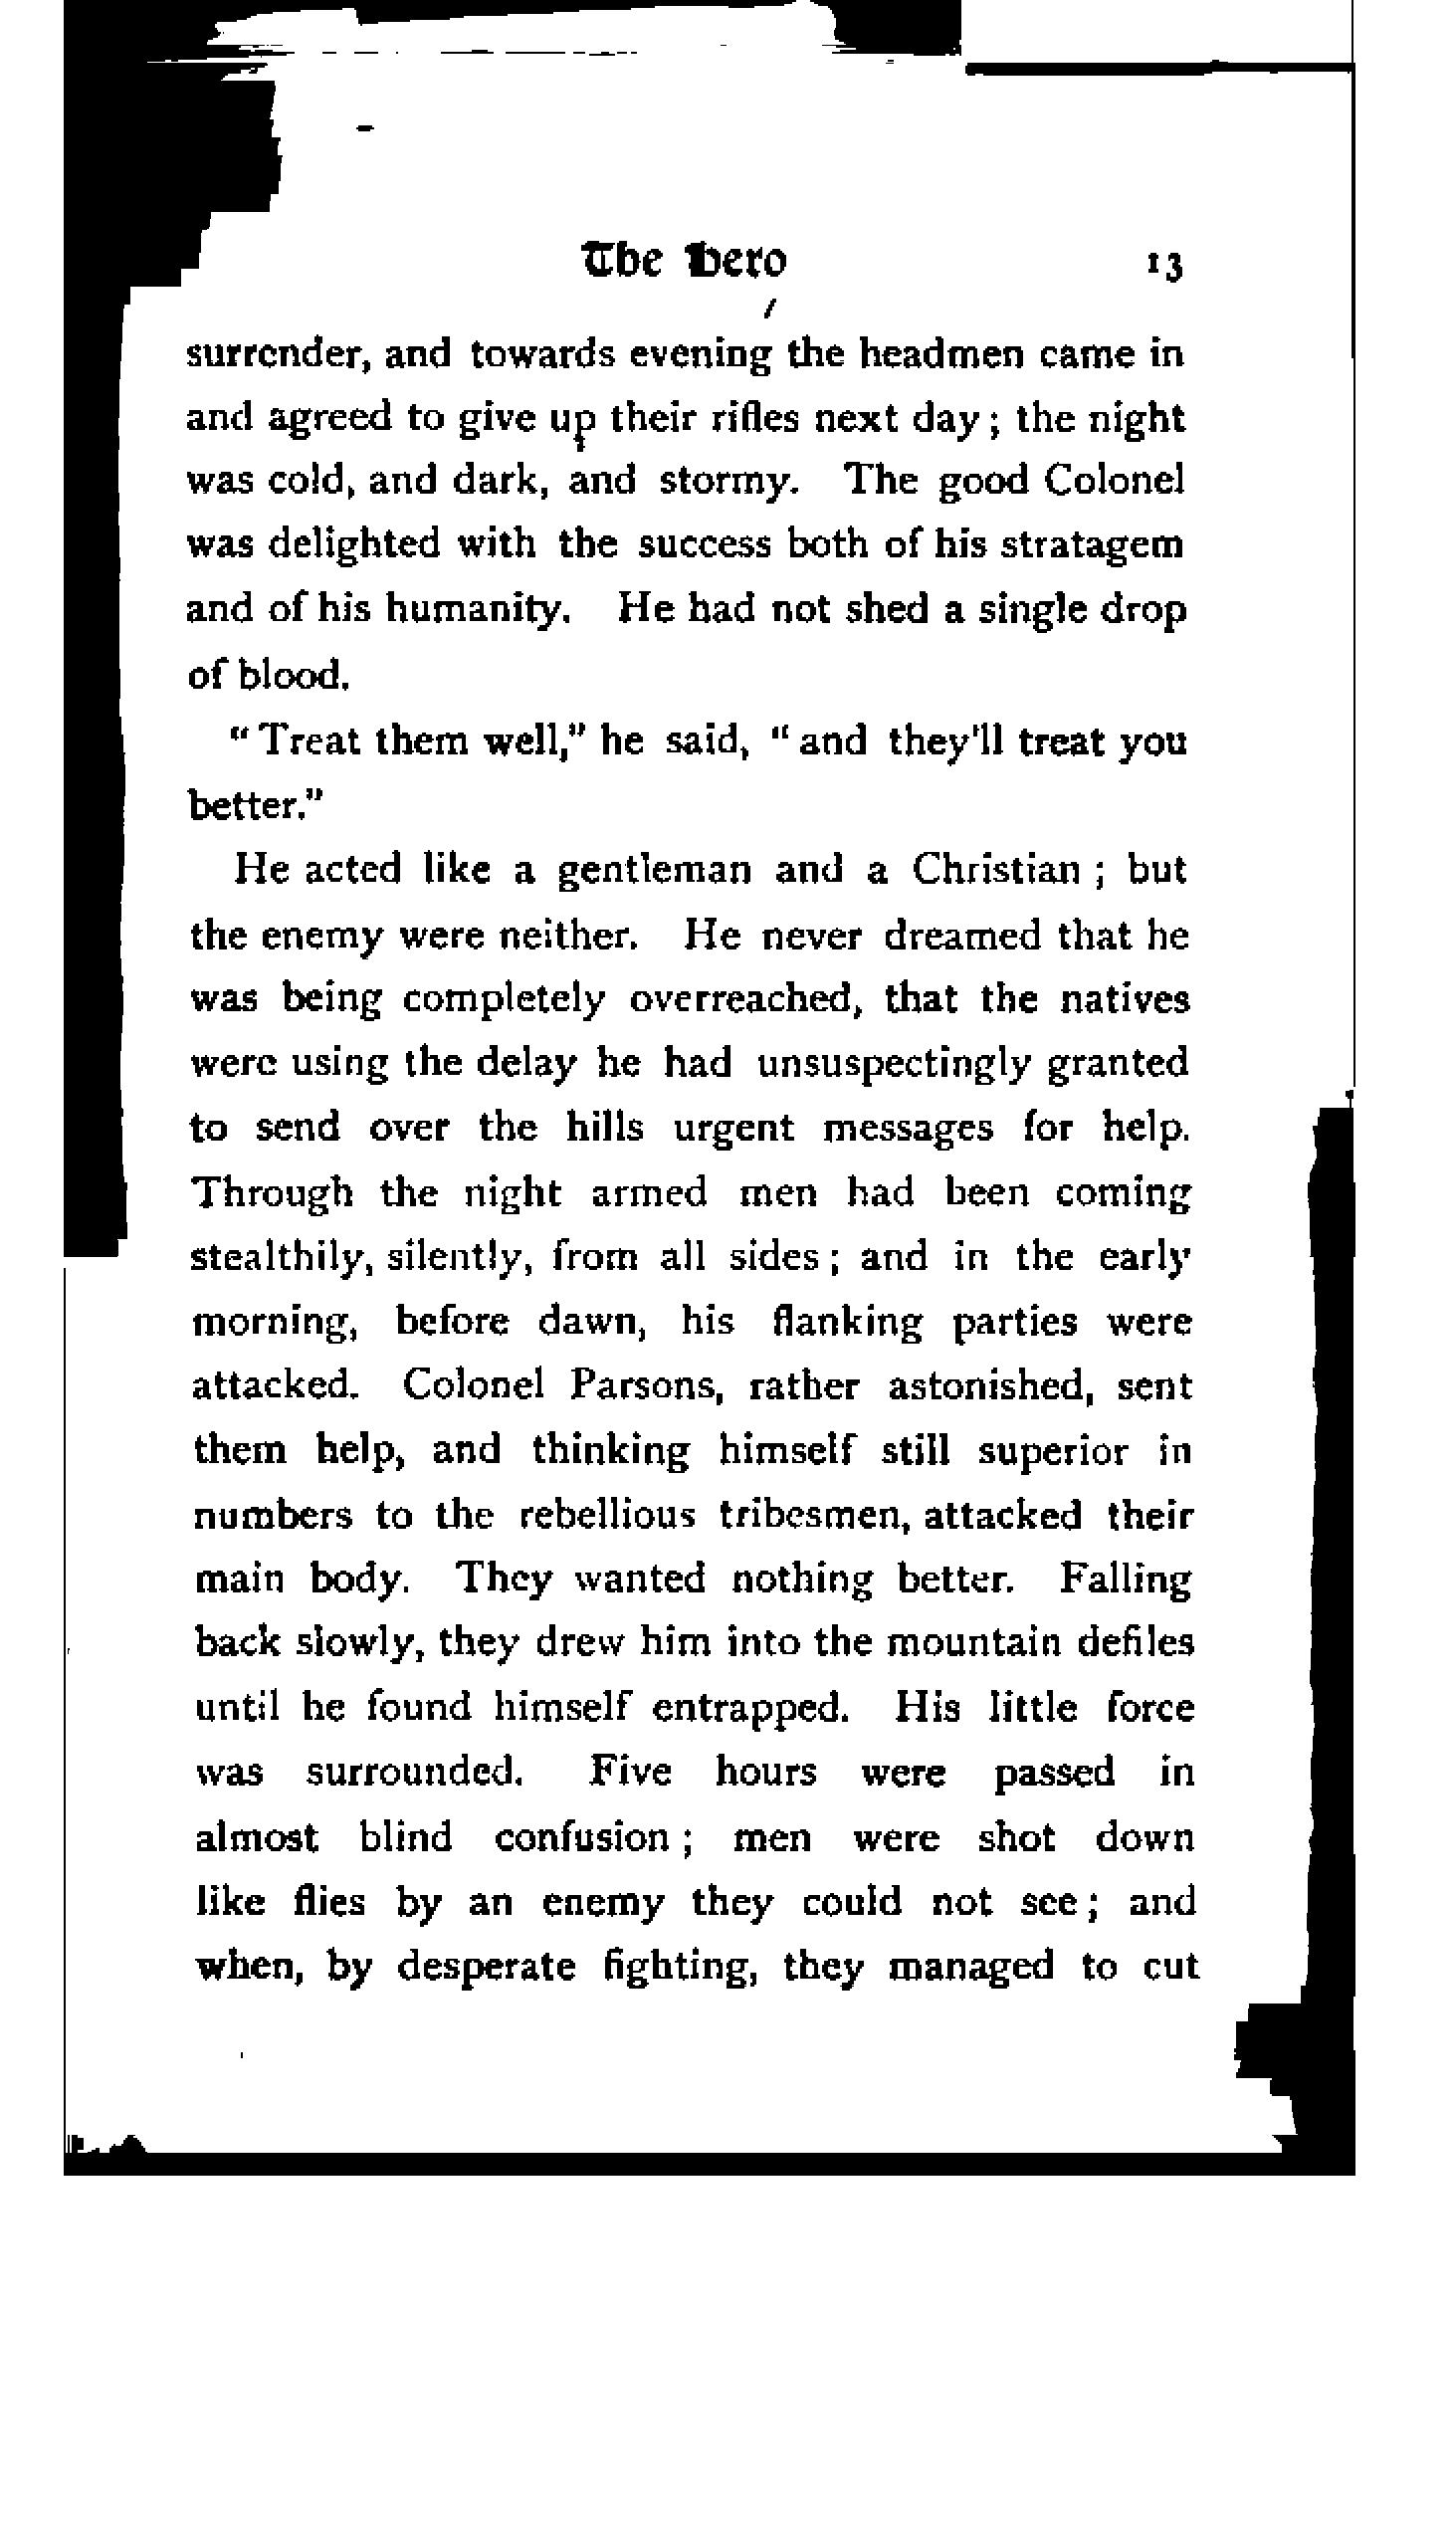 The Hero 13
surrender, and towards evening the headmen came in
and agreed to give up their rifles next day; the night
was cold, and dark, and stormy. The good Colonel
was delighted with the success both of his stratagem
and of his humanity. He had not shed a single drop
of blood.
"Treat them well," he said, "and they'll treat you
better."
He acted like a gentleman and a Christian; but
the enemy were neither. He never dreamed that he
was being completely overreached, that the natives
were using the delay he had unsuspectingly granted
to send over the hills urgent messages for help.
Through the night armed men had been coming
stealthily, silently, from all sides; and in the early
morning, before dawn, his flanking parties were
attacked. Colonel Parsons, rather astonished, sent
them help, and thinking himself still superior in
numbers to the rebellious tribesmen, attacked their
main body. They wanted nothing better. Falling
back slowly, they drew him into the mountain defiles
until he found himself entrapped. His little force
was surrounded. Five hours were passed in
almost blind confusion; men were shot down
like flies by an enemy they could not see; and
when, by desperate fighting, they managed to cut